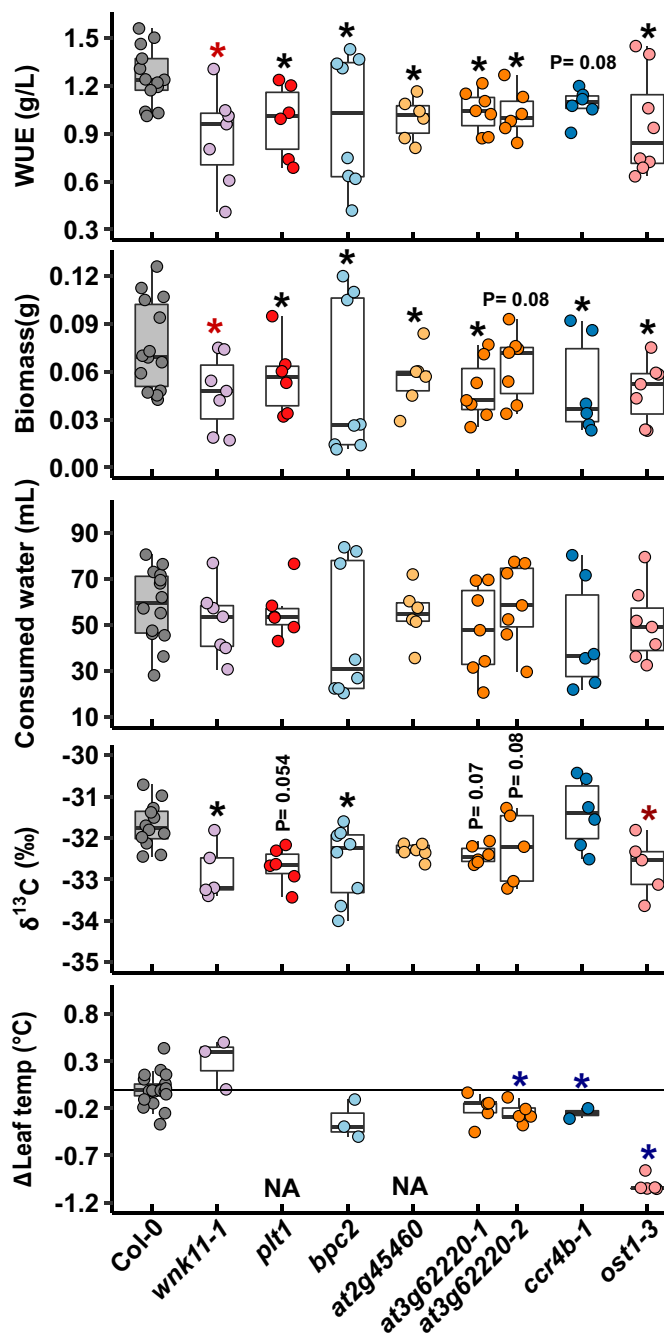 WUE (g/L)
1.5
1.2
0.9
0.6
0.3
* * * * * * * P= 0.08 *
Biomass(g)
0.12
0.09
0.06
0.03
0.00
* * * * * P= 0.08 * *
Consumed water (mL)
90
70
50
30
10
δ13C (‰)
-30
-31
-32
-33
-34
-35
* P= 0.054 * P= 0.07 P= 0.08 *
ΔLeaf temp (°C)
0.8
0.3
-0.2
-0.7
-1.2
* * *
NA NA
Col-0
wnk11-1
plt1
bpc2
at2g45460
at3g62220-1
at3g62220-2
ccr4b-1
ost1-3